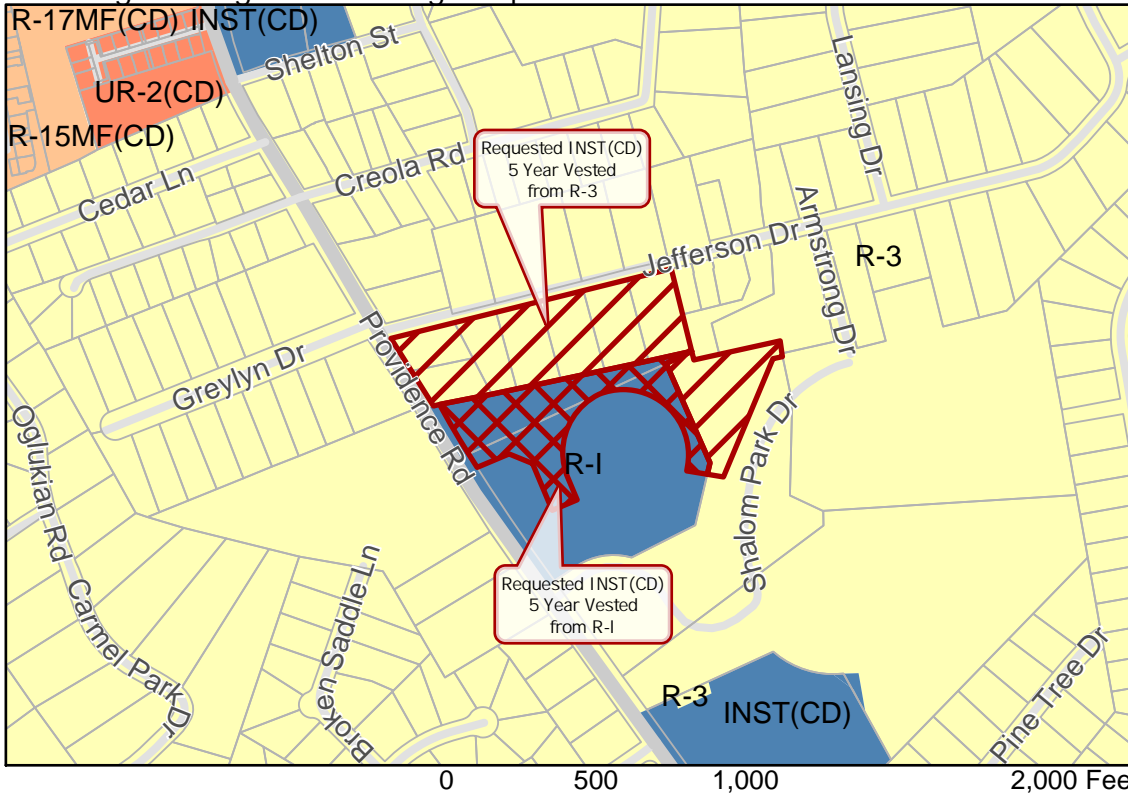 R-17MF(CD) INST(CD)
Shelton St
Lansing Dr
UR-2(CD)
R-15MF(CD)
Requested INST(CD)
5 Year Vested
from R-3
Creola Rd
Cedar Ln
Armstrong Dr
R-3
Jefferson Dr
Providence Rd
Greylyn Dr
Oglukian Rd
R-I
Shalom Park Dr
Requested INST(CD)
5 Year Vested
from R-I
Carmel Park Dr
Broken Saddle Ln
R-3
INST(CD)
Pine Tree Dr
0 500 1,000 2,000 Fee